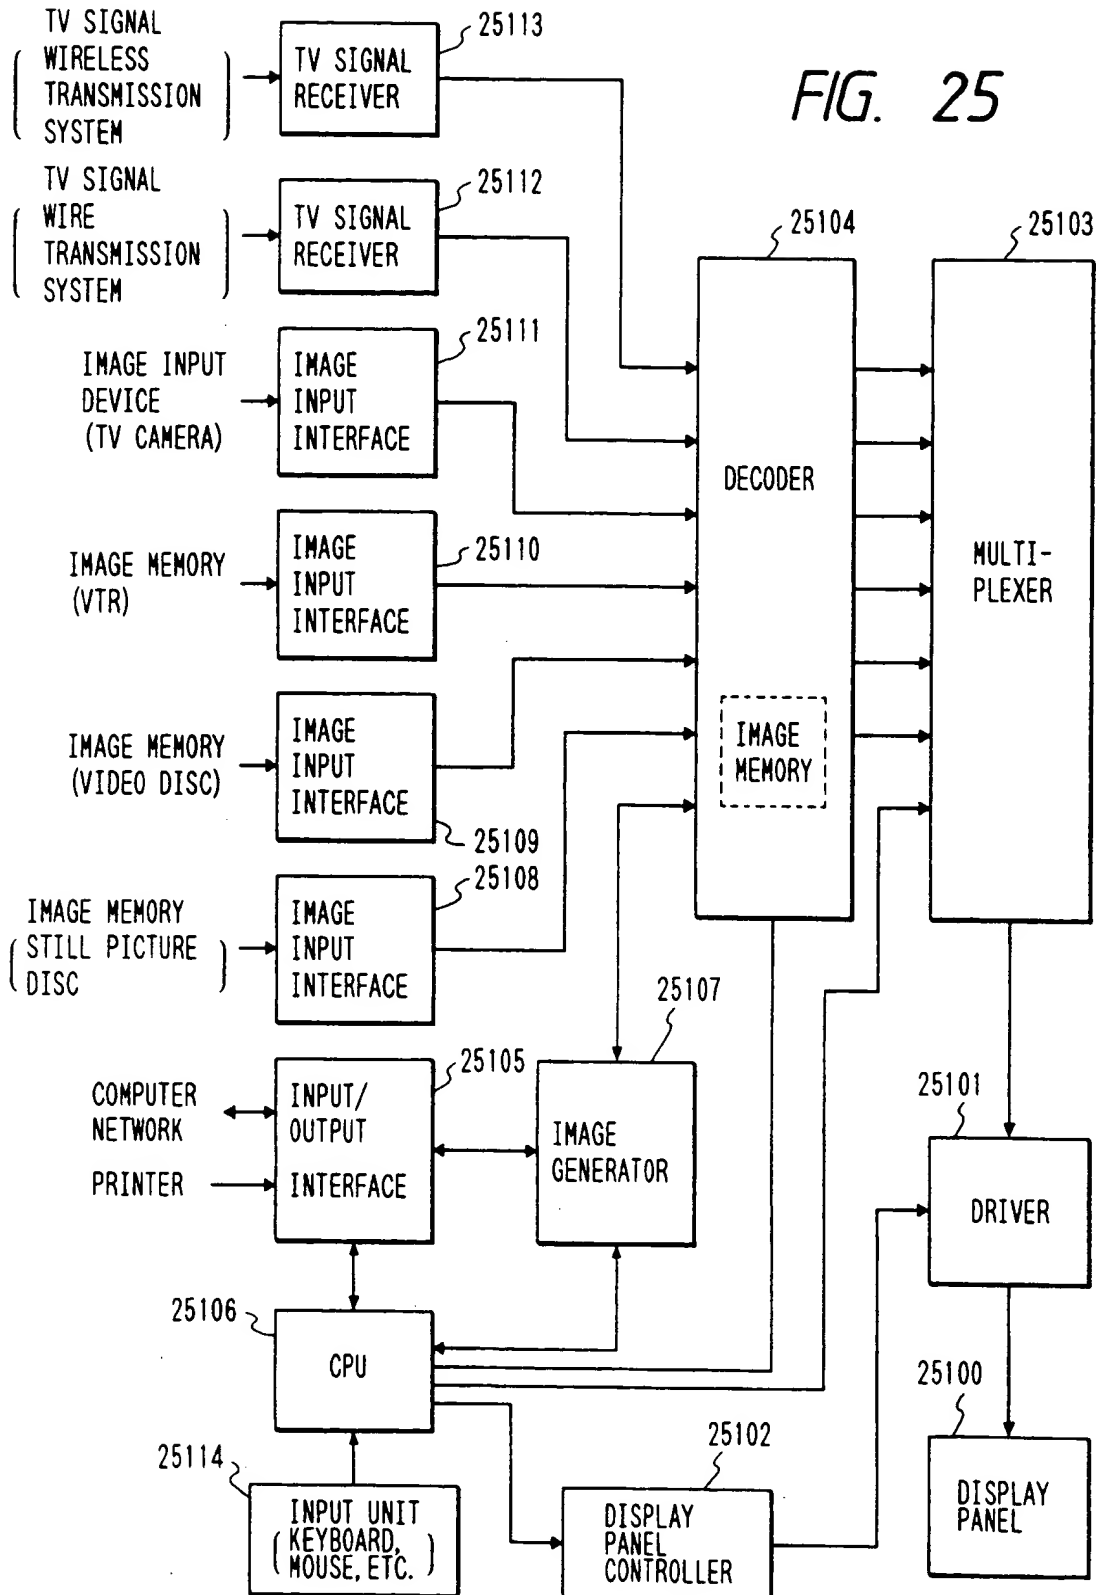 FIG. 25
TV SIGNAL
WIRELESS
TRANSMISSION
SYSTEM
TV SIGNAL
RECEIVER
25113
TV SIGNAL
WIRE
TRANSMISSION
SYSTEM
TV SIGNAL
RECEIVER
25112
IMAGE INPUT
DEVICE
(TV CAMERA)
IMAGE
INPUT
INTERFACE
25111
IMAGE MEMORY
(VTR)
IMAGE
INPUT
INTERFACE
25110
IMAGE MEMORY
(VIDEO DISC)
IMAGE
INPUT
INTERFACE
25109
IMAGE MEMORY
STILL PICTURE
DISC
IMAGE
INPUT
INTERFACE
25108
25104
DECODER
IMAGE
MEMORY
25103
MULTI-
PLEXER
COMPUTER
NETWORK
PRINTER
INPUT/
OUTPUT
INTERFACE
25105
IMAGE
GENERATOR
25107
25101
DRIVER
25106
CPU
25100
DISPLAY
PANEL
25114
INPUT UNIT
(KEYBOARD,
MOUSE, ETC.)
25102
DISPLAY
PANEL
CONTROLLER